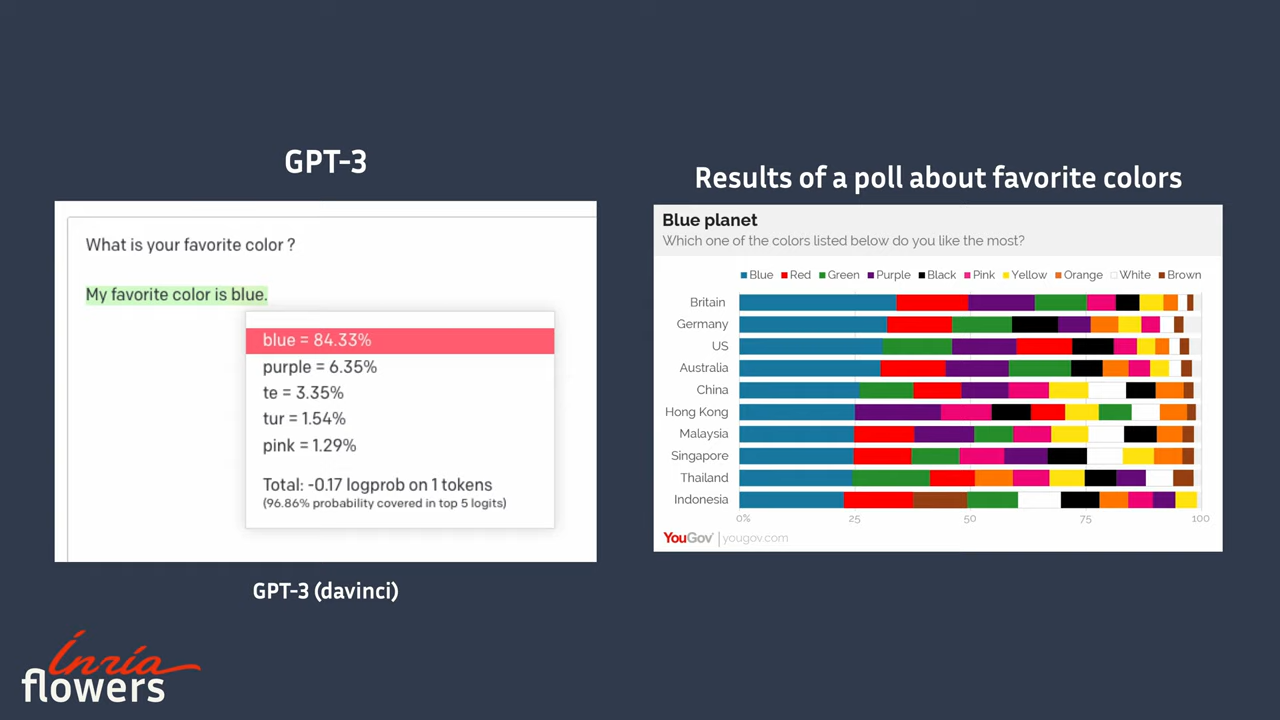 GPT-3
What is your favorite color ?
My favorite color is blue.
blue = 84.33%
purple = 6.35%
te = 3.35%
tur = 1.54%
pink = 1.29%
Total: -0.17 logprob on 1 tokens
(96.86% probability covered in top 5 logits)
GPT-3 (davinci)
Results of a poll about favorite colors
Blue planet
Which one of the colors listed below do you like the most?
Blue Red Green Purple Black Pink Yellow Orange White Brown
Britain
Germany
US
Australia
China
Hong Kong
Malaysia
Singapore
Thailand
Indonesia
0% 25 50 75 100
YouGov | yougov.com
Inria
flowers